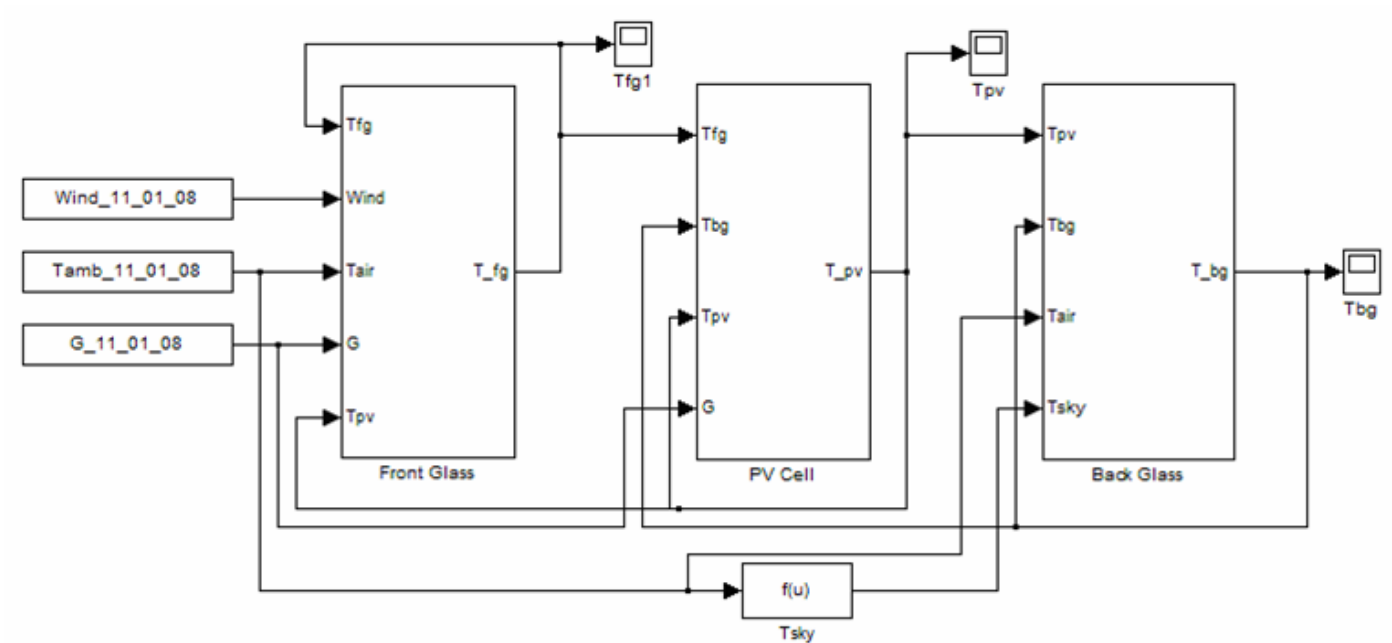 Tfg1
Tpv
Tfg
Wind
Tair
G
Tpv
T_fg
Front Glass
Wind_11_01_08
Tamb_11_01_08
G_11_01_08
Tfg
Tbg
Tpv
G
T_pv
PV Cell
Tpv
Tbg
Tair
Tsky
T_bg
Back Glass
Tbg
f(u)
Tsky